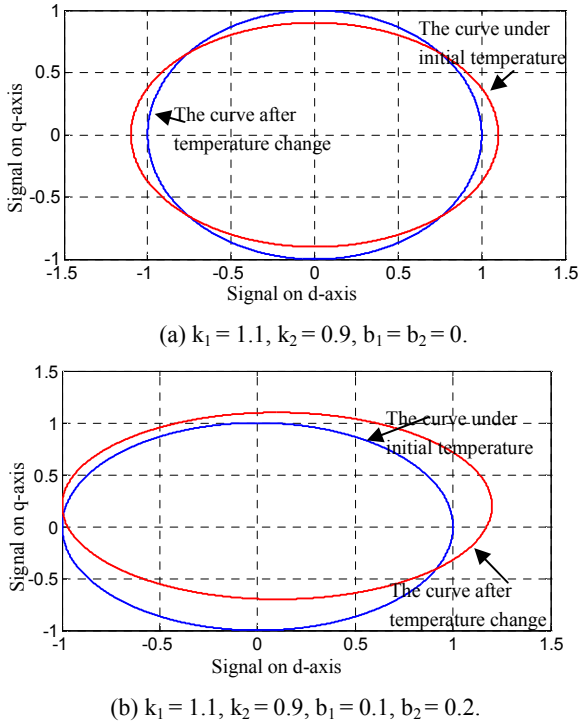 The curve under
initial temperature
1
0.5
0
-0.5
-1
Signal on q-axis
The curve after
temperature change
-1.5
-1
-0.5
0
0.5
1
1.5
Signal on d-axis
(a) k₁ = 1.1, k₂ = 0.9, b₁ = b₂ = 0.
1.5
1
0.5
0
-0.5
-1
Signal on q-axis
The curve under
initial temperature
The curve after
temperature change
-1
-0.5
0
0.5
1
1.5
Signal on d-axis
(b) k₁ = 1.1, k₂ = 0.9, b₁ = 0.1, b₂ = 0.2.